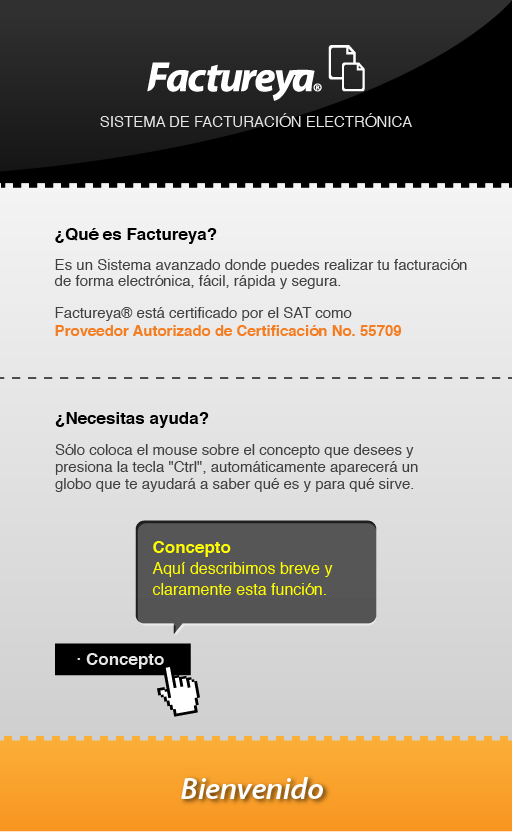 Factureya®
SISTEMA DE FACTURACIÓN ELECTRÓNICA
¿Qué es Factureya?
Es un Sistema avanzado donde puedes realizar tu facturación
de forma electrónica, fácil, rápida y segura.
Factureya® está certificado por el SAT como
Proveedor Autorizado de Certificación No. 55709
¿Necesitas ayuda?
Sólo coloca el mouse sobre el concepto que desees y
presiona la tecla "Ctrl", automáticamente aparecerá un
globo que te ayudará a saber qué es y para qué sirve.
Concepto
Aquí describimos breve y
claramente esta función.
· Concepto
Bienvenido